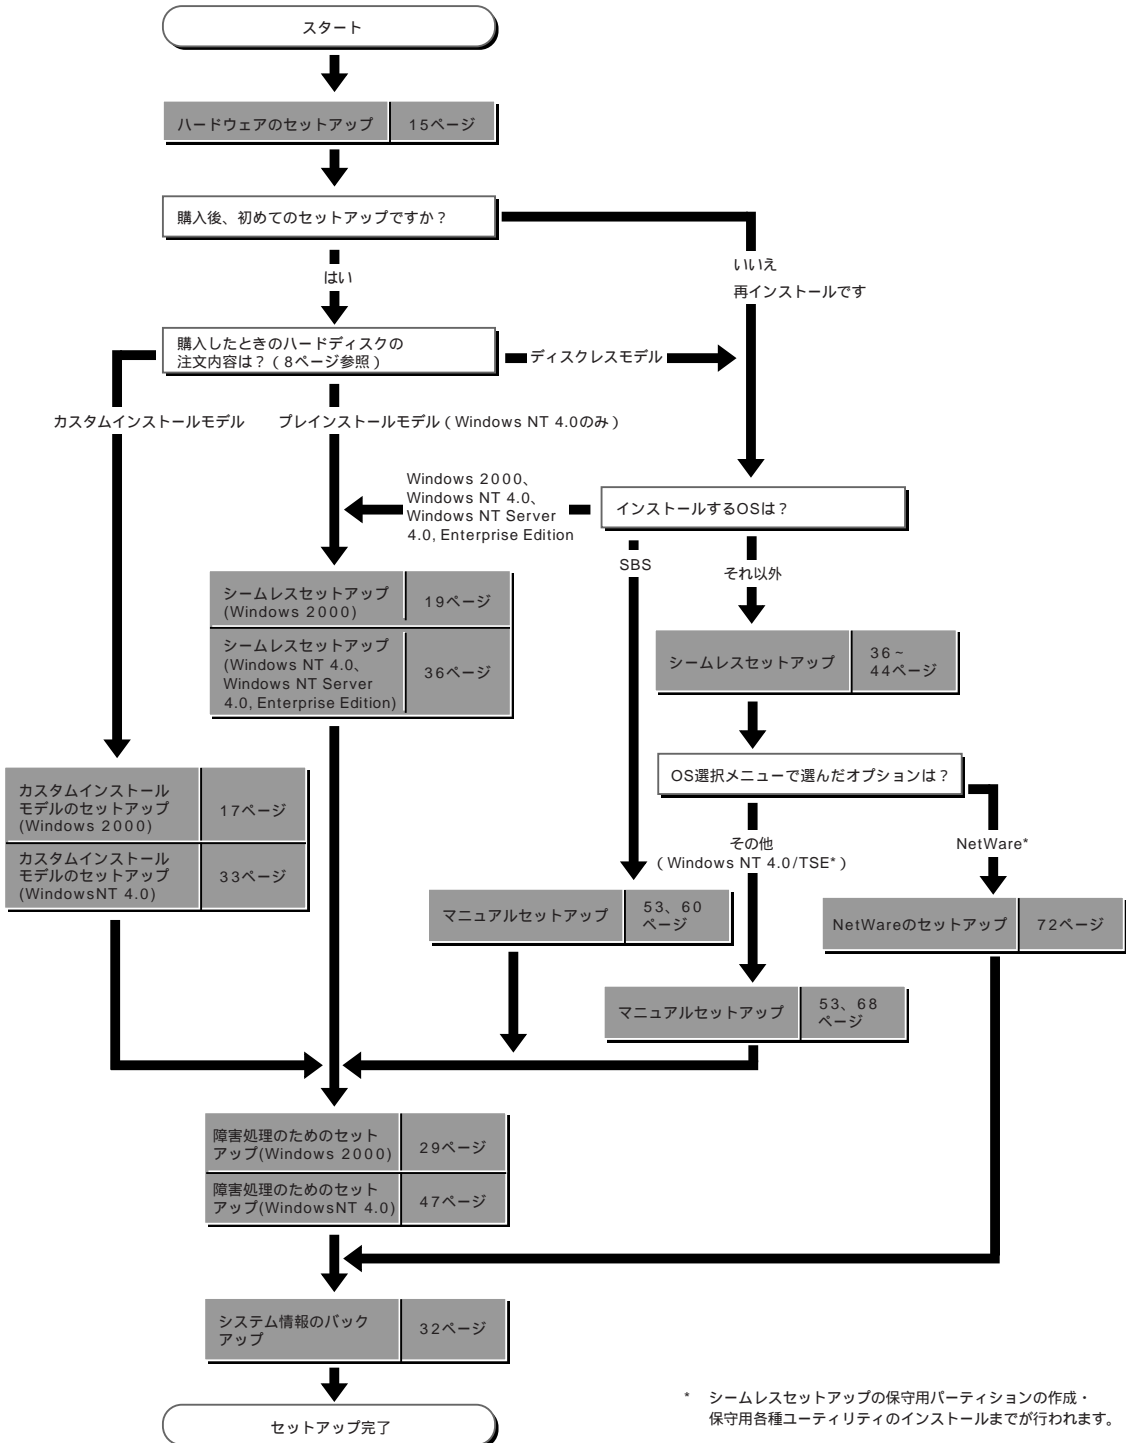 スタート
ハードウェアのセットアップ
15ページ
購入後、初めてのセットアップですか？
はい
いいえ
再インストールです
購入したときのハードディスクの
注文内容は？（8ページ参照）
ディスクレスモデル
カスタムインストールモデル
プレインストールモデル（Windows NT 4.0のみ）
Windows 2000、
Windows NT 4.0、
Windows NT Server
4.0, Enterprise Edition
インストールするOSは？
SBS
それ以外
シームレスセットアップ
(Windows 2000)
19ページ
シームレスセットアップ
(Windows NT 4.0、
Windows NT Server
4.0, Enterprise Edition)
36ページ
シームレスセットアップ
36～
44ページ
OS選択メニューで選んだオプションは？
カスタムインストール
モデルのセットアップ
(Windows 2000)
17ページ
カスタムインストール
モデルのセットアップ
(WindowsNT 4.0)
33ページ
その他
（Windows NT 4.0/TSE*）
NetWare*
マニュアルセットアップ
53、60
ページ
NetWareのセットアップ
72ページ
マニュアルセットアップ
53、68
ページ
障害処理のためのセット
アップ(Windows 2000)
29ページ
障害処理のためのセット
アップ(WindowsNT 4.0)
47ページ
システム情報のバック
アップ
32ページ
セットアップ完了
* シームレスセットアップの保守用パーティションの作成・
保守用各種ユーティリティのインストールまでが行われます。